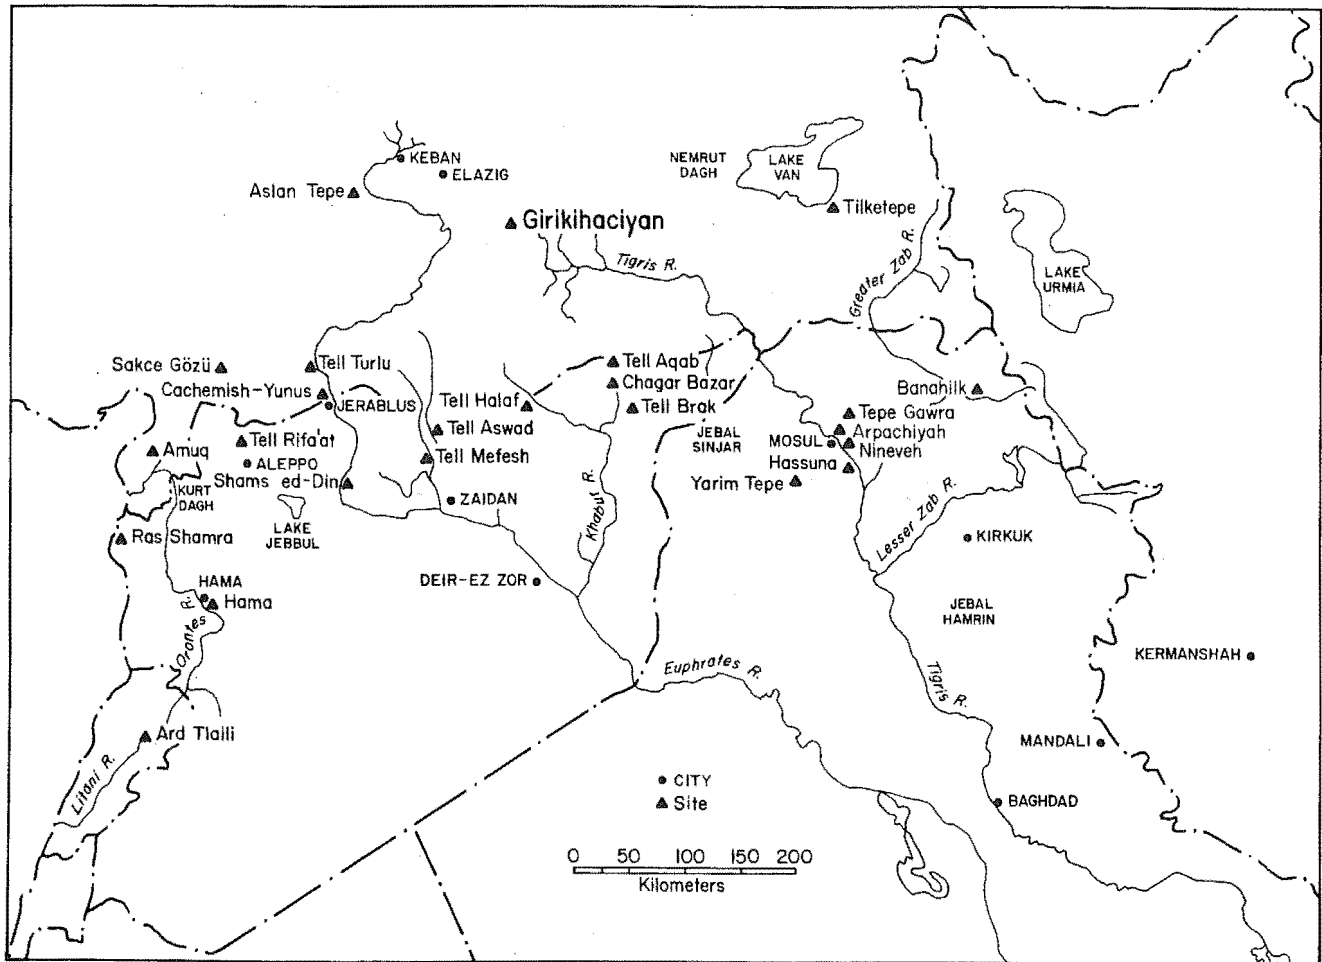 KEBAN
ELAZIG
NEMRUT
DAGH
LAKE
VAN
Aslan Tepe
Tilketepe
Girikihaciyan
Tigris R.
Greater Zab R.
LAKE
URMIA
Sakce Gözü
Tell Turlu
Tell Aqab
Cachemish-Yunus
Chagar Bazar
Banahilk
JERABLUS
Tell Halaf
Tell Brak
Tepe Gawra
Tell Aswad
Arpachiyah
Tell Rifa'at
JEBAL
SINJAR
MOSUL
Nineveh
Amuq
ALEPPO
Tell Mefesh
Hassuna
Shams ed-Din
Yarim Tepe
KURT
DAGH
ZAIDAN
Khabur R.
Lesser Zab R.
LAKE
JEBBUL
Ras Shamra
KIRKUK
HAMA
DEIR-EZ ZOR
Hama
JEBAL
HAMRIN
Orontes R.
KERMANSHAH
Euphrates R.
Tigris R.
Ard Tlaili
MANDALI
Litani R.
CITY
Site
BAGHDAD
0 50 100 150 200
Kilometers